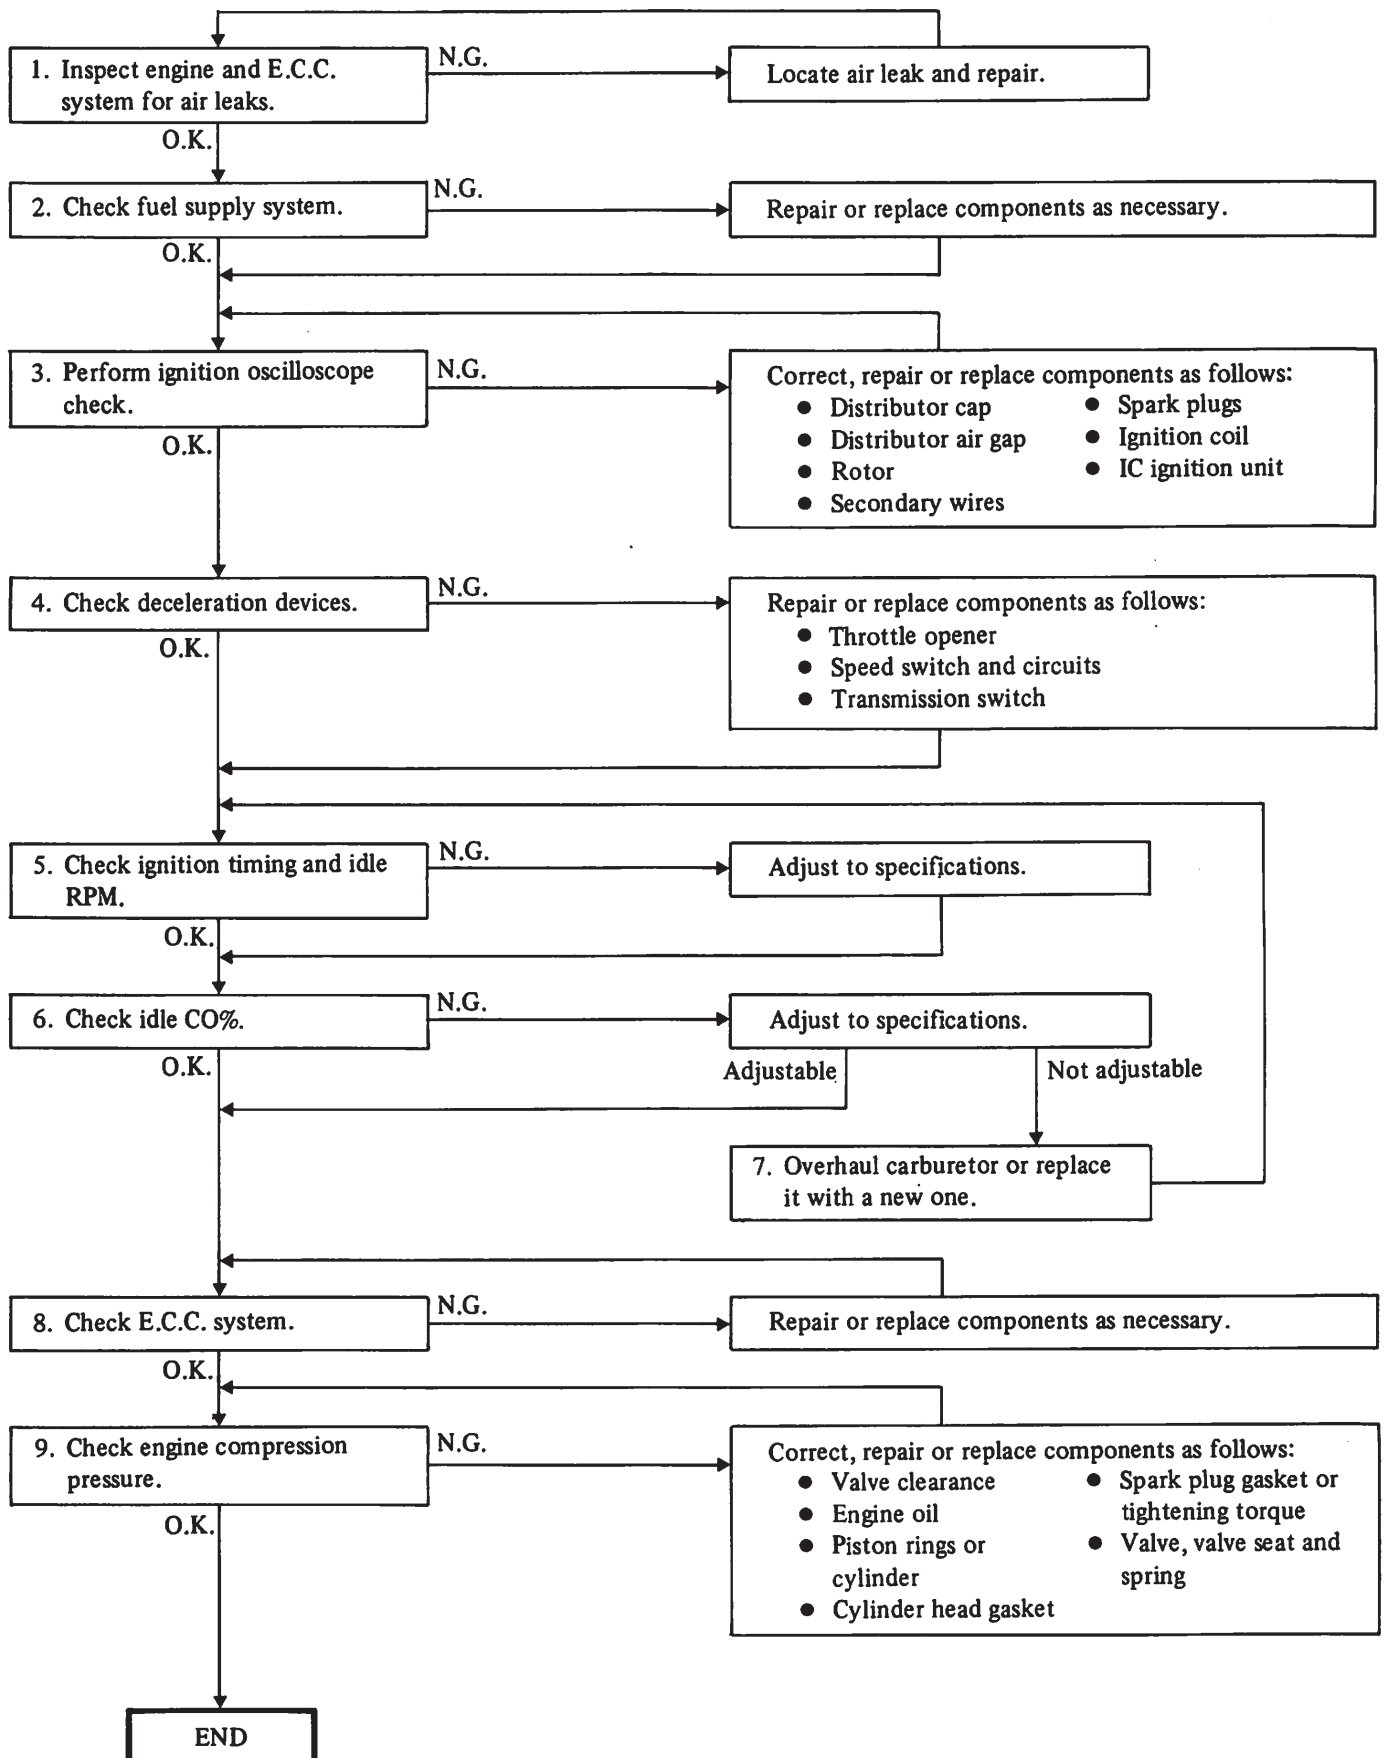 1. Inspect engine and E.C.C.
system for air leaks.
N.G.
Locate air leak and repair.
O.K.
2. Check fuel supply system.
N.G.
Repair or replace components as necessary.
O.K.
3. Perform ignition oscilloscope
check.
N.G.
Correct, repair or replace components as follows:
● Distributor cap
● Distributor air gap
● Rotor
● Secondary wires
● Spark plugs
● Ignition coil
● IC ignition unit
O.K.
4. Check deceleration devices.
N.G.
Repair or replace components as follows:
● Throttle opener
● Speed switch and circuits
● Transmission switch
O.K.
5. Check ignition timing and idle
RPM.
N.G.
Adjust to specifications.
O.K.
6. Check idle CO%.
N.G.
Adjust to specifications.
O.K.
Adjustable
Not adjustable
7. Overhaul carburetor or replace
it with a new one.
8. Check E.C.C. system.
N.G.
Repair or replace components as necessary.
O.K.
9. Check engine compression
pressure.
N.G.
Correct, repair or replace components as follows:
● Valve clearance
● Engine oil
● Piston rings or
cylinder
● Cylinder head gasket
● Spark plug gasket or
tightening torque
● Valve, valve seat and
spring
O.K.
END